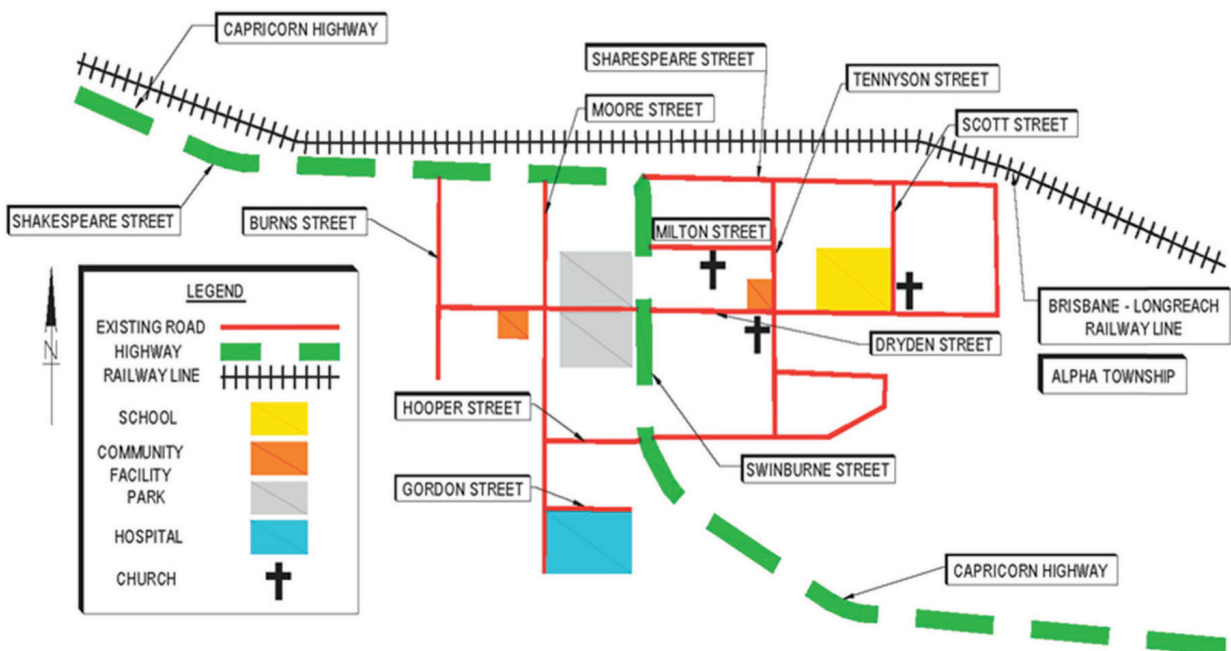 CAPRICORN HIGHWAY
SHARESPEARE STREET
TENNYSON STREET
MOORE STREET
SCOTT STREET
SHAKESPEARE STREET
BURNS STREET
MILTON STREET
N
LEGEND
EXISTING ROAD
HIGHWAY
RAILWAY LINE
SCHOOL
COMMUNITY
FACILITY
PARK
HOSPITAL
CHURCH
BRISBANE - LONGREACH
RAILWAY LINE
DRYDEN STREET
ALPHA TOWNSHIP
HOOPER STREET
SWINBURNE STREET
GORDON STREET
CAPRICORN HIGHWAY